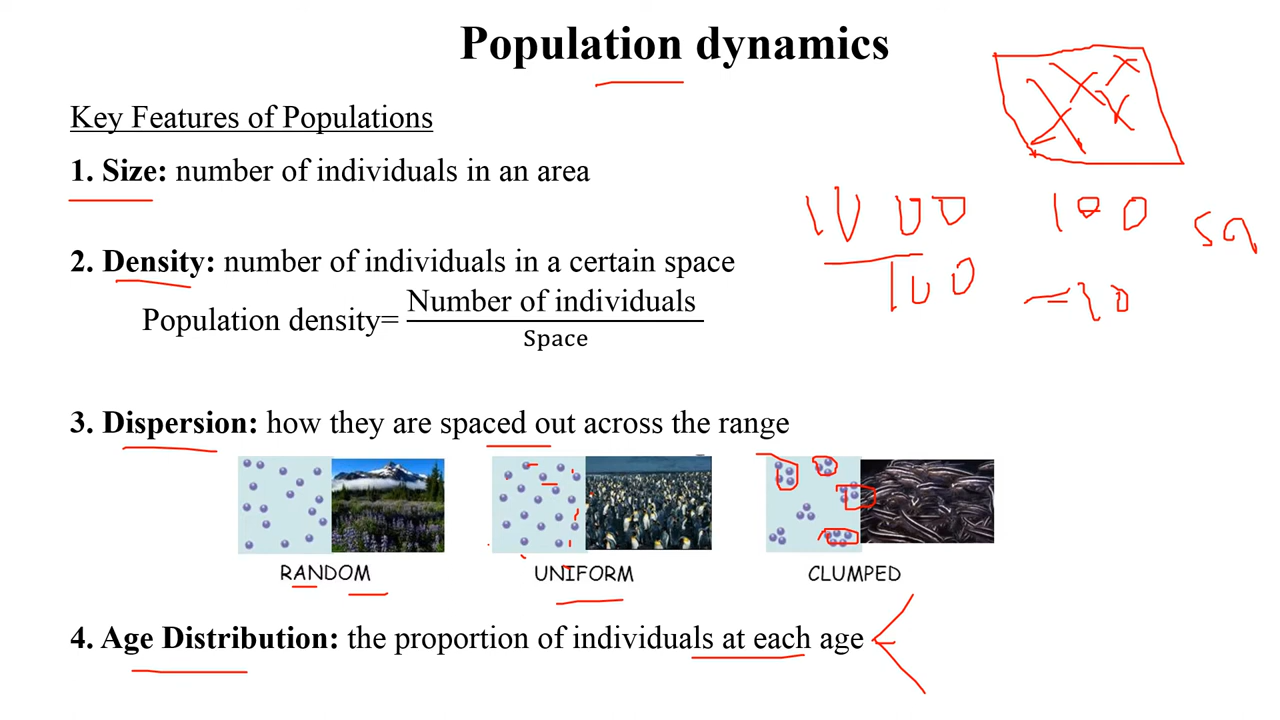 Population dynamics
Key Features of Populations
1. Size: number of individuals in an area
100
sq
2. Density: number of individuals in a certain space
100
Population density= Number of individuals
Space
3. Dispersion: how they are spaced out across the range
RANDOM
UNIFORM
CLUMPED
4. Age Distribution: the proportion of individuals at each age